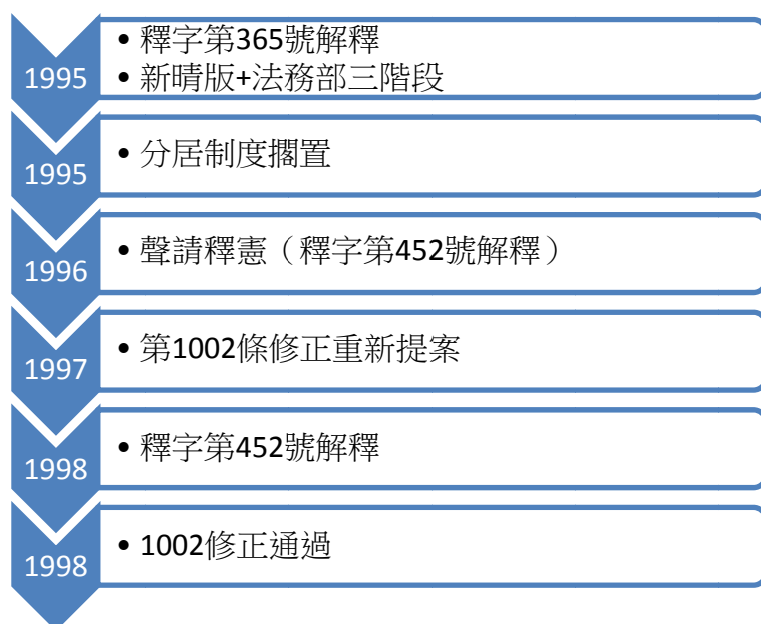 1995
• 釋字第365號解釋
• 新晴版+法務部三階段
1995
• 分居制度擱置
1996
• 聲請釋憲（釋字第452號解釋）
1997
• 第1002條修正重新提案
1998
• 釋字第452號解釋
1998
• 1002修正通過